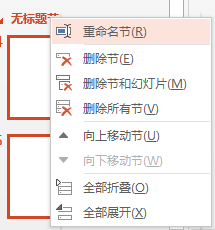 无标题节
重命名节(R)
删除节(E)
删除节和幻灯片(M)
删除所有节(V)
向上移动节(U)
向下移动节(W)
全部折叠(O)
全部展开(X)